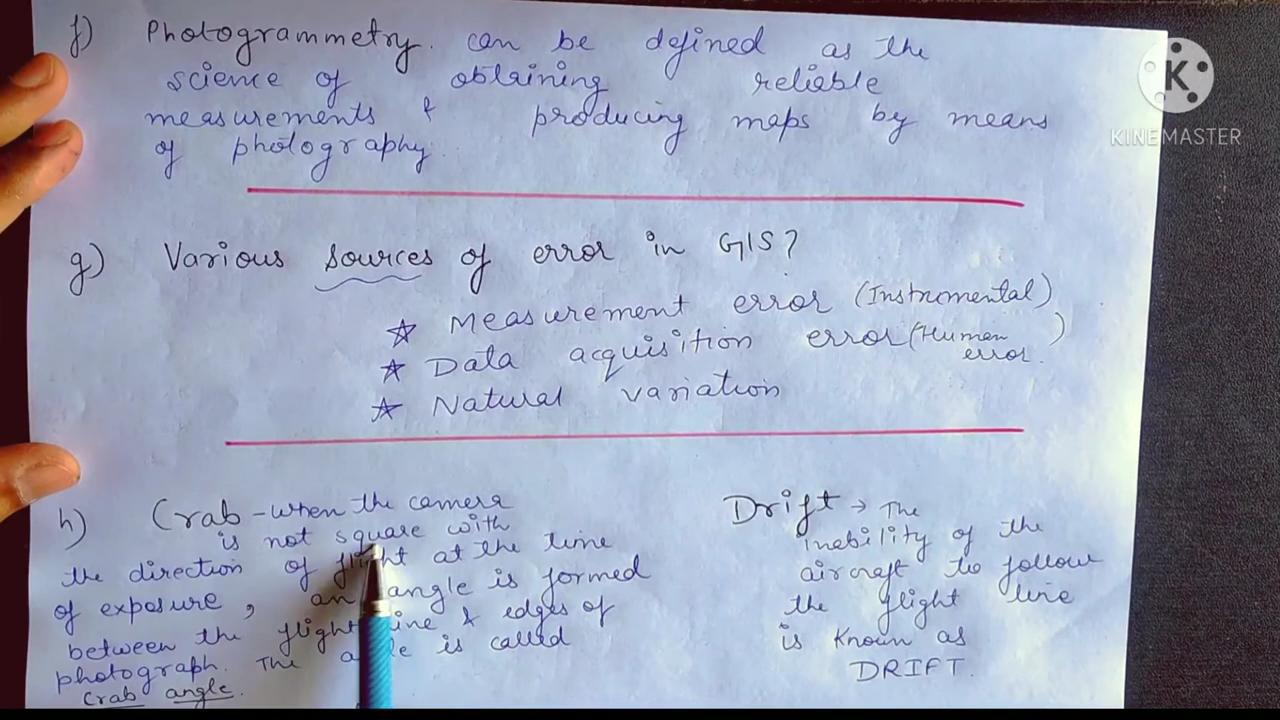 f) Photogrammetry can be defined as the
science of obtaining reliable
measurements & producing maps by means
of photography.
K
KINEMASTER
g) Various sources of error in GIS?
☆ Measurement error (Instromental)
☆ Data acquisition error (Human error.)
☆ Natural variation
h) Crab - when the camera
is not square with
the direction of flight at the time
of exposure, an angle is formed
between the flight line & edges of
photograph. The is called
Crab angle.
Drift → The
inability of the
aircraft to follow
the flight line
is known as
DRIFT.